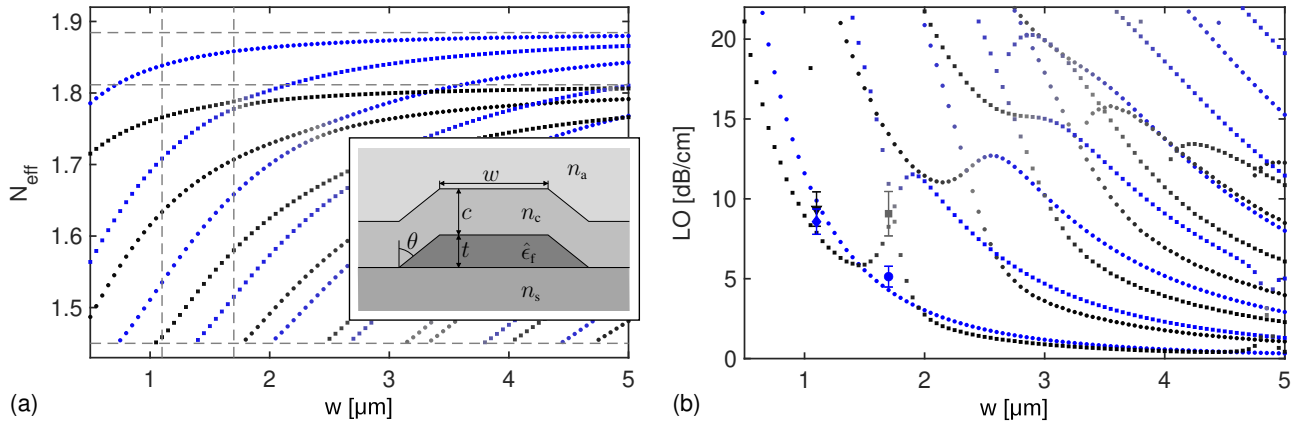 1.9
1.8
1.7
1.6
1.5
N_eff
1
2
3
4
5
w [µm]
(a)
w
n_a
c
n_c
θ
t
ε̂_f
n_s
20
15
10
5
0
LO [dB/cm]
1
2
3
4
5
w [µm]
(b)